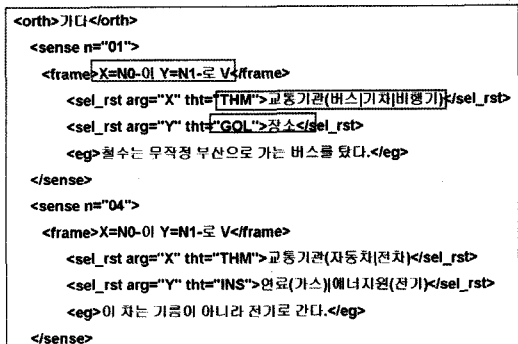 <orth>가다</orth>
<sense n="01">
<frame>X=N0-이 Y=N1-로 V</frame>
<sel_rst arg="X" tht="THM">교통기관(버스|기차|비행기)</sel_rst>
<sel_rst arg="Y" tht="GOL">장소</sel_rst>
<eg>철수는 무작정 부산으로 가는 버스를 탔다.</eg>
</sense>
<sense n="04">
<frame>X=N0-이 Y=N1-로 V</frame>
<sel_rst arg="X" tht="THM">교통기관(자동차|전차)</sel_rst>
<sel_rst arg="Y" tht="INS">연료(가스)|에너지원(전기)</sel_rst>
<eg>이 차는 기름이 아니라 전기로 간다.</eg>
</sense>